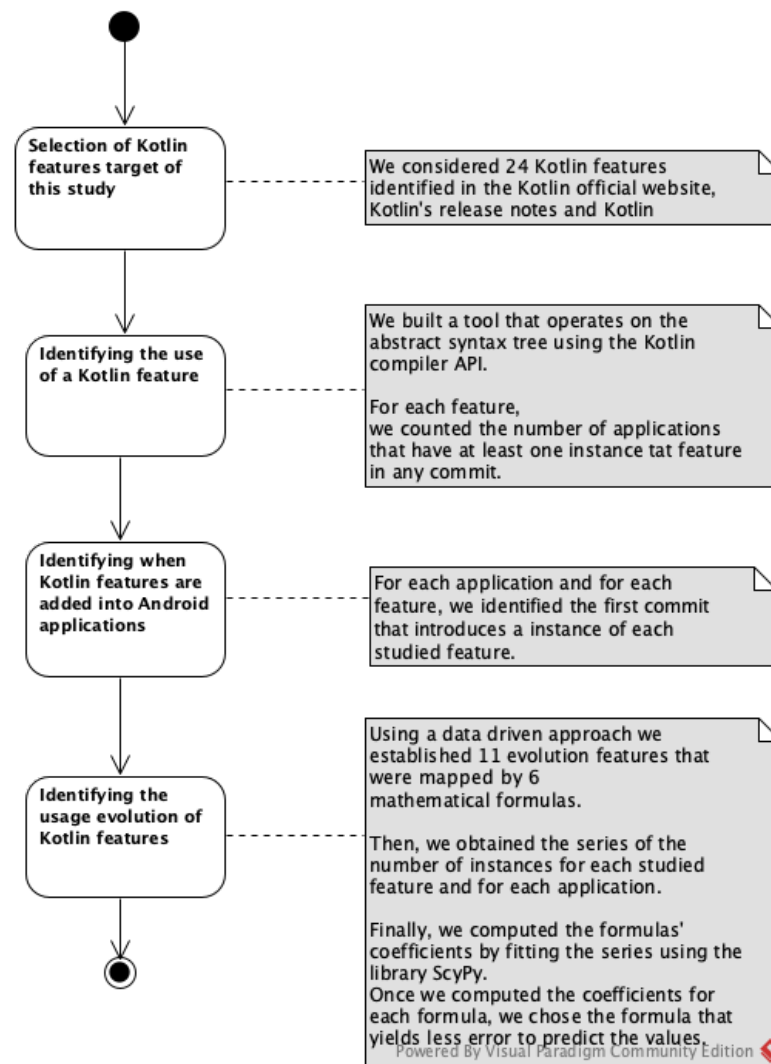 Selection of Kotlin
features target of
this study
We considered 24 Kotlin features
identified in the Kotlin official website,
Kotlin's release notes and Kotlin
Identifying the use
of a Kotlin feature
We built a tool that operates on the
abstract syntax tree using the Kotlin
compiler API.
For each feature,
we counted the number of applications
that have at least one instance tat feature
in any commit.
Identifying when
Kotlin features are
added into Android
applications
For each application and for each
feature, we identified the first commit
that introduces a instance of each
studied feature.
Identifying the
usage evolution of
Kotlin features
Using a data driven approach we
established 11 evolution features that
were mapped by 6
mathematical formulas.
Then, we obtained the series of the
number of instances for each studied
feature and for each application.
Finally, we computed the formulas'
coefficients by fitting the series using the
library ScyPy.
Once we computed the coefficients for
each formula, we chose the formula that
yields less error to predict the values.
Powered By Visual Paradigm Community Edition